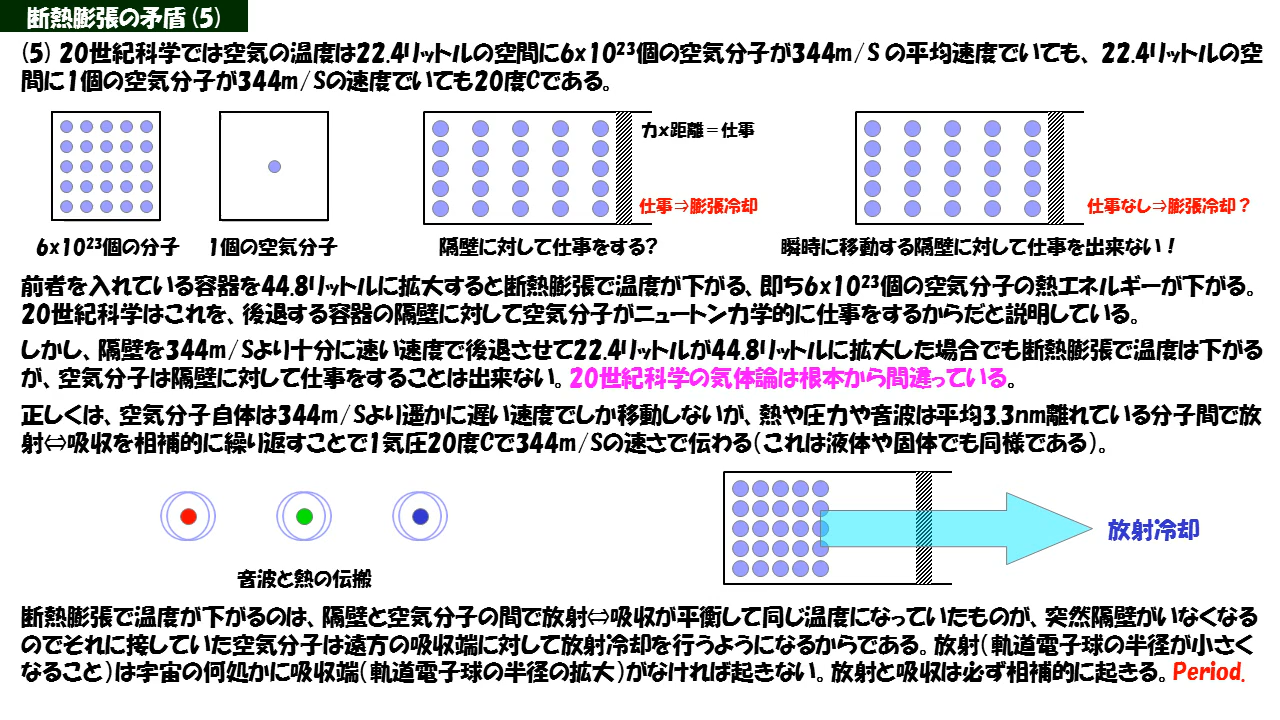 断熱膨張の矛盾 (5)
(5) 20世紀科学では空気の温度は22.4リットルの空間に6x10²³個の空気分子が344m/S の平均速度でいても、 22.4リットルの空
間に1個の空気分子が344m/Sの速度でいても20度Cである。
力x距離＝仕事
仕事⇒膨張冷却
仕事なし⇒膨張冷却？
6x10²³個の分子
1個の空気分子
隔壁に対して仕事をする?
瞬時に移動する隔壁に対して仕事を出来ない！
前者を入れている容器を44.8リットルに拡大すると断熱膨張で温度が下がる、即ち6x10²³個の空気分子の熱エネルギーが下がる。
20世紀科学はこれを、後退する容器の隔壁に対して空気分子がニュートン力学的に仕事をするからだと説明している。
しかし、隔壁を344m/Sより十分に速い速度で後退させて22.4リットルが44.8リットルに拡大した場合でも断熱膨張で温度は下がる
が、空気分子は隔壁に対して仕事をすることは出来ない。20世紀科学の気体論は根本から間違っている。
正しくは、空気分子自体は344m/Sより遥かに遅い速度でしか移動しないが、熱や圧力や音波は平均3.3nm離れている分子間で放
射⇔吸収を相補的に繰り返すことで1気圧20度Cで344m/Sの速さで伝わる(これは液体や固体でも同様である)。
放射冷却
音波と熱の伝搬
断熱膨張で温度が下がるのは、隔壁と空気分子の間で放射⇔吸収が平衡して同じ温度になっていたものが、突然隔壁がいなくなる
のでそれに接していた空気分子は遠方の吸収端に対して放射冷却を行うようになるからである。放射(軌道電子球の半径が小さく
なること)は宇宙の何処かに吸収端(軌道電子球の半径の拡大)がなければ起きない。放射と吸収は必ず相補的に起きる。Period.